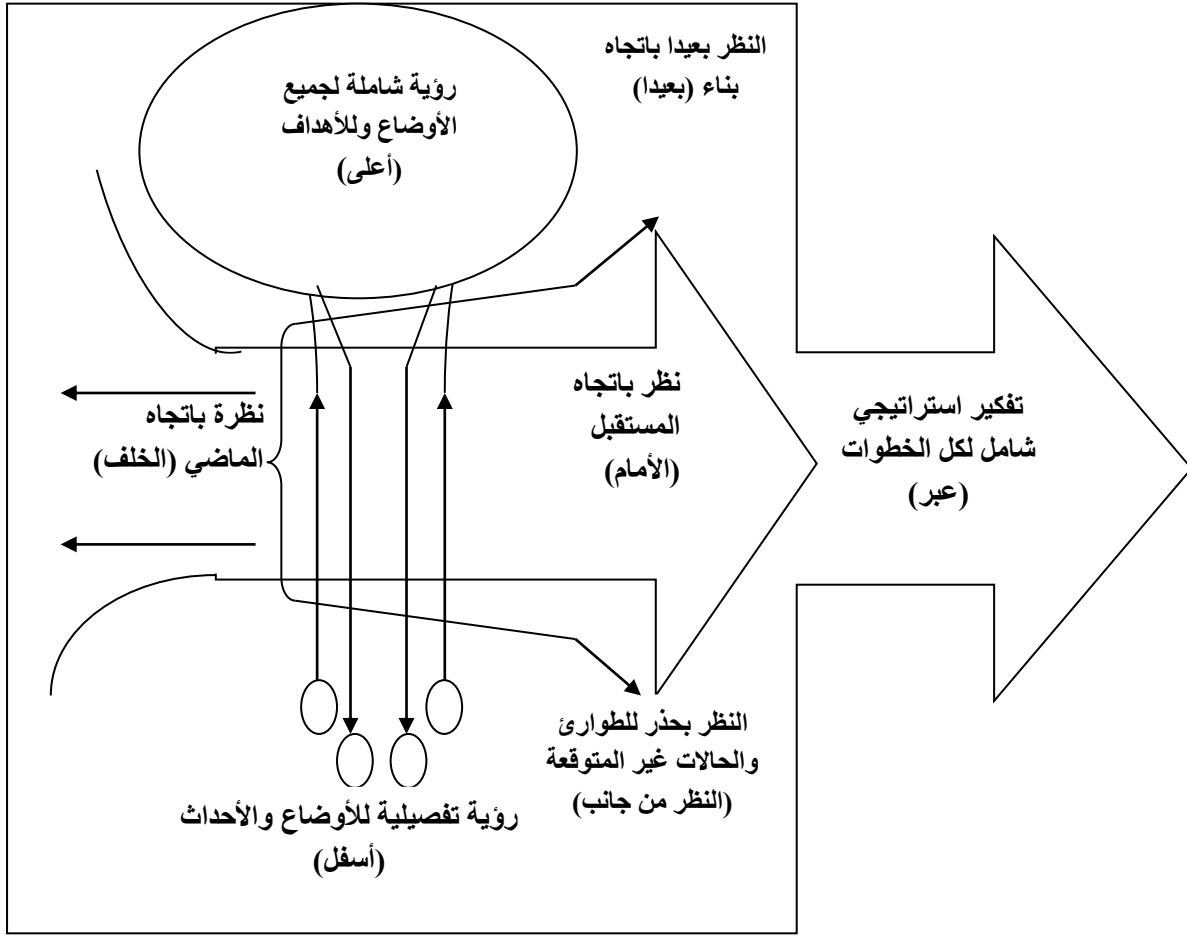 النظر بعيدا باتجاه
بناء (بعيدا)
رؤية شاملة لجميع
الأوضاع وللأهداف
(أعلى)
نظر باتجاه
المستقبل
(الأمام)
تفكير استراتيجي
شامل لكل الخطوات
(عبر)
نظرة باتجاه
الماضي (الخلف)
النظر بحذر للطوارئ
والحالات غير المتوقعة
(النظر من جانب)
رؤية تفصيلية للأوضاع والأحداث
(أسفل)